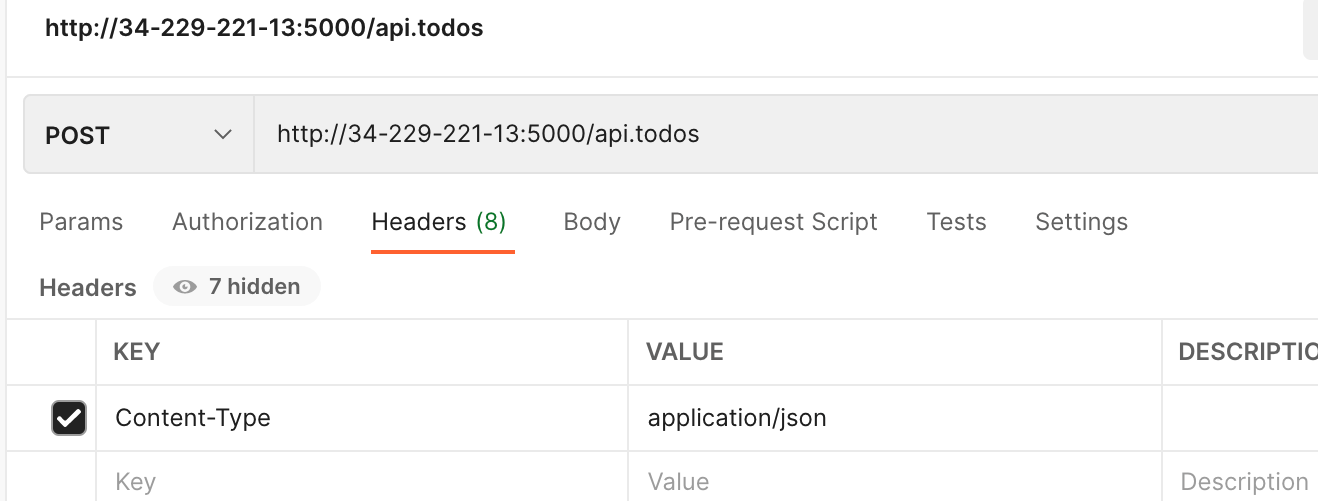 http://34-229-221-13:5000/api.todos
POST http://34-229-221-13:5000/api.todos
Params Authorization Headers (8) Body Pre-request Script Tests Settings
Headers 7 hidden
KEY VALUE DESCRIPTIO
Content-Type application/json
Key Value Description